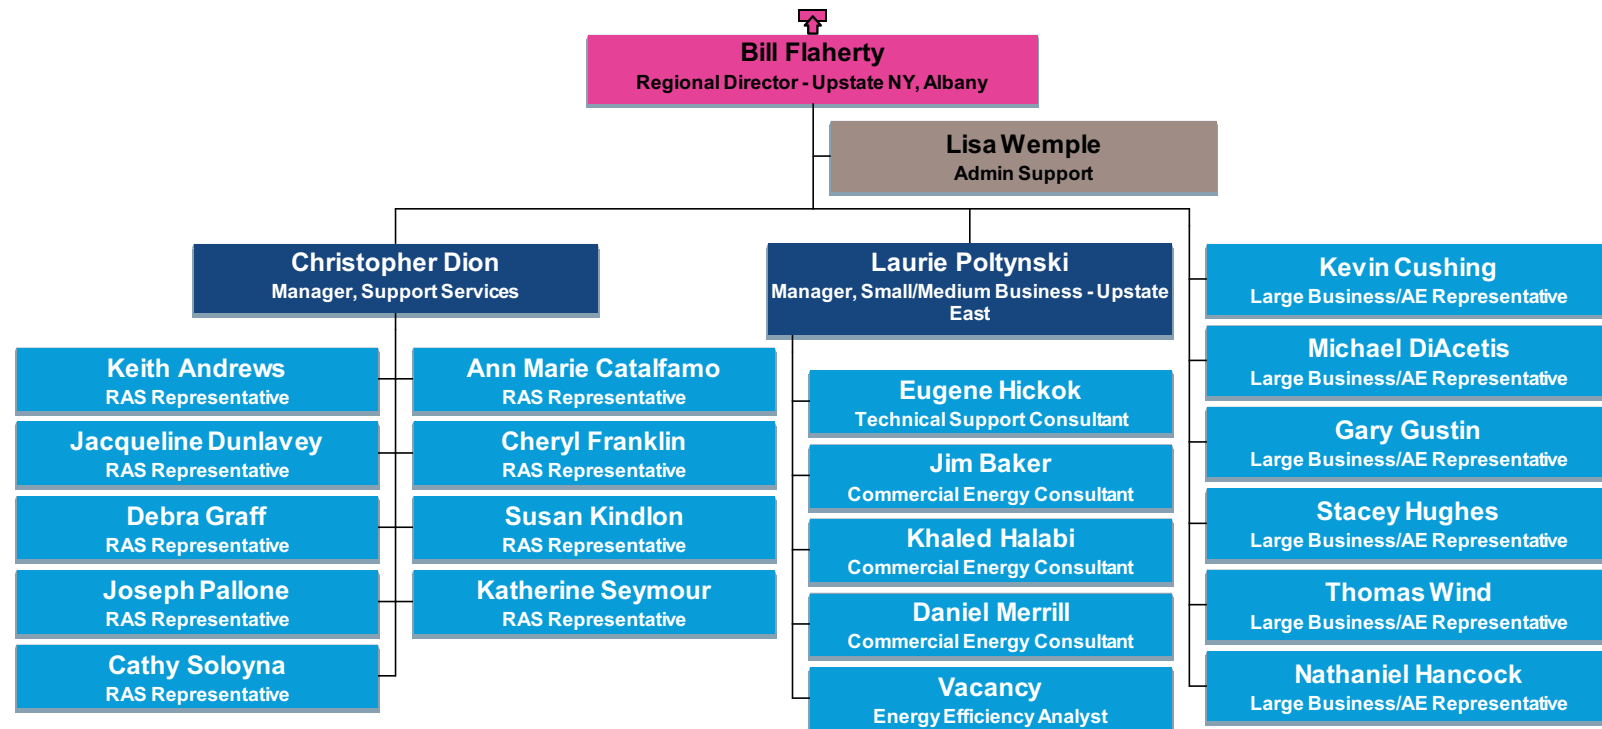 Bill Flaherty
Regional Director - Upstate NY, Albany
Lisa Wemple
Admin Support
Christopher Dion
Manager, Support Services
Keith Andrews
RAS Representative
Ann Marie Catalfamo
RAS Representative
Jacqueline Dunlavey
RAS Representative
Cheryl Franklin
RAS Representative
Debra Graff
RAS Representative
Susan Kindlon
RAS Representative
Joseph Pallone
RAS Representative
Katherine Seymour
RAS Representative
Cathy Soloyna
RAS Representative
Laurie Poltynski
Manager, Small/Medium Business - Upstate
East
Eugene Hickok
Technical Support Consultant
Jim Baker
Commercial Energy Consultant
Khaled Halabi
Commercial Energy Consultant
Daniel Merrill
Commercial Energy Consultant
Vacancy
Energy Efficiency Analyst
Kevin Cushing
Large Business/AE Representative
Michael DiAcetis
Large Business/AE Representative
Gary Gustin
Large Business/AE Representative
Stacey Hughes
Large Business/AE Representative
Thomas Wind
Large Business/AE Representative
Nathaniel Hancock
Large Business/AE Representative